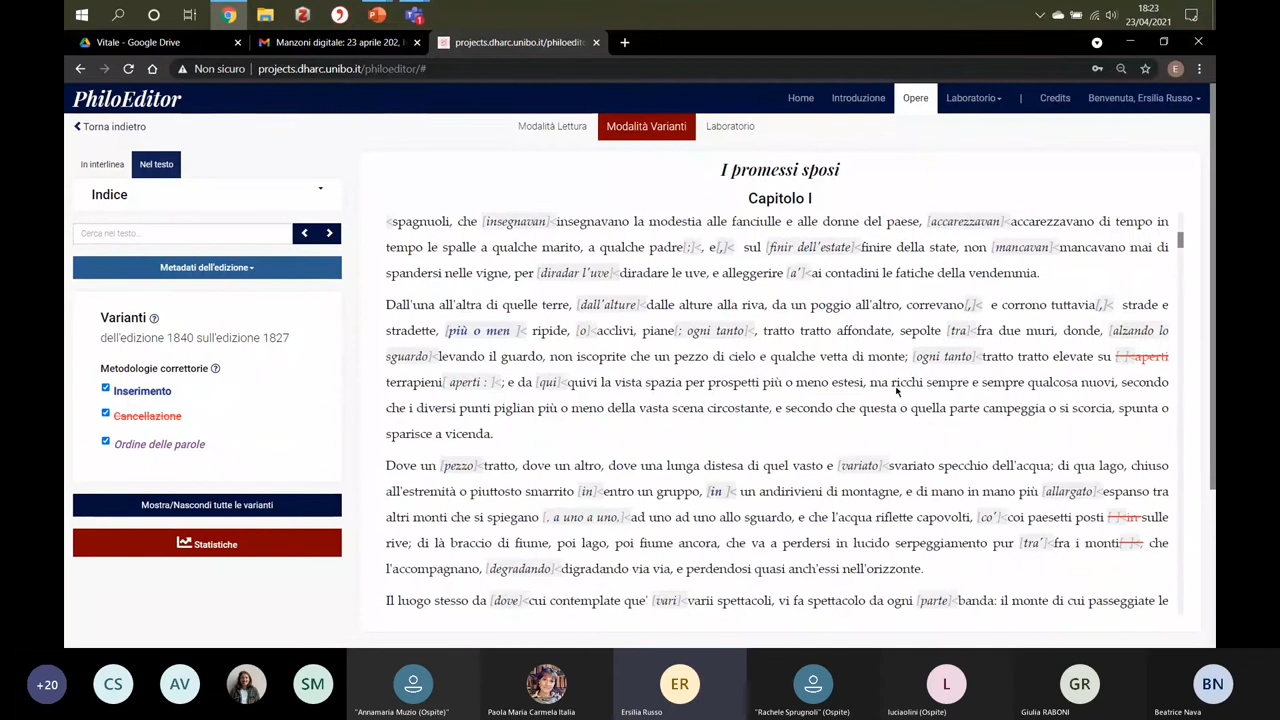 18:23
23/04/2021
Vitale - Google Drive
Manzoni digitale: 23 aprile 202,
projects.dharc.unibo.it/philoedit
Non sicuro | projects.dharc.unibo.it/philoeditor/#
PhiloEditor
Home Introduzione Opere Laboratorio | Credits Benvenuta, Ersilia Russo
Torna indietro
Modalità Lettura Modalità Varianti Laboratorio
In interlinea Nel testo
Indice
Cerca nel testo...
Metadati dell'edizione
Varianti
dell'edizione 1840 sull'edizione 1827
Metodologie correttorie
Inserimento
Cancellazione
Ordine delle parole
Mostra/Nascondi tutte le varianti
Statistiche
I promessi sposi
Capitolo I
<spagnuoli, che [insegnavan]<insegnavano la modestia alle fanciulle e alle donne del paese, [accarezzavan]<accarezzavano di tempo in
tempo le spalle a qualche marito, a qualche padre[;]<, e[,]< sul [finir dell'estate]<finire della state, non [mancavan]<mancavano mai di
spandersi nelle vigne, per [diradar l'uve]<diradare le uve, e alleggerire [a']<ai contadini le fatiche della vendemmia.
Dall'una all'altra di quelle terre, [dall'alture]<dalle alture alla riva, da un poggio all'altro, correvano[,]< e corrono tuttavia[,]< strade e
stradette, [più o men ]< ripide, [o]<acclivi, piane[: ogni tanto]<, tratto tratto affondate, sepolte [tra]<fra due muri, donde, [alzando lo
sguardo]<levando il guardo, non iscoprite che un pezzo di cielo e qualche vetta di monte; [ogni tanto]<tratto tratto elevate su [ ]<aperti
terrapieni[ aperti : ]<; e da [qui]<quivi la vista spazia per prospetti più o meno estesi, ma ricchi sempre e sempre qualcosa nuovi, secondo
che i diversi punti piglian più o meno della vasta scena circostante, e secondo che questa o quella parte campeggia o si scorcia, spunta o
sparisce a vicenda.
Dove un [pezzo]<tratto, dove un altro, dove una lunga distesa di quel vasto e [variato]<svariato specchio dell'acqua; di qua lago, chiuso
all'estremità o piuttosto smarrito [in]<entro un gruppo, [in ]< un andirivieni di montagne, e di mano in mano più [allargato]<espanso tra
altri monti che si spiegano [, a uno a uno,]<ad uno ad uno allo sguardo, e che l'acqua riflette capovolti, [co']<coi paesetti posti [ ]<in sulle
rive; di là braccio di fiume, poi lago, poi fiume ancora, che va a perdersi in lucido serpeggiamento pur [tra']<fra i monti[ ]<, che
l'accompagnano, [degradando]<digradando via via, e perdendosi quasi anch'essi nell'orizzonte.
Il luogo stesso da [dove]<cui contemplate que' [vari]<varii spettacoli, vi fa spettacolo da ogni [parte]<banda: il monte di cui passeggiate le
+20
CS
AV
SM
"Annamaria Muzio (Ospite)"
Paola Maria Carmela Italia
ER
Ersilia Russo
"Rachele Sprugnoli" (Ospite)
L
luciaolini (Ospite)
GR
Giulia RABONI
BN
Beatrice Nava